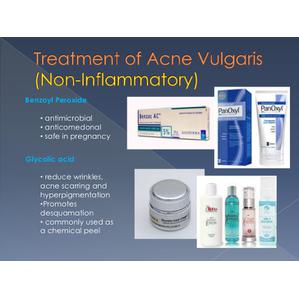 Treatment of Acne Vulgaris
(Non-Inflammatory)
Benzoyl Peroxide
• antimicrobial
• anticomedonal
• safe in pregnancy
Glycolic acid
• reduce wrinkles,
acne scarring and
hyperpigmentation
•Promotes
desquamation
• commonly used as
a chemical peel
Benzac AC
5%
PanOxyl
PanOxyl